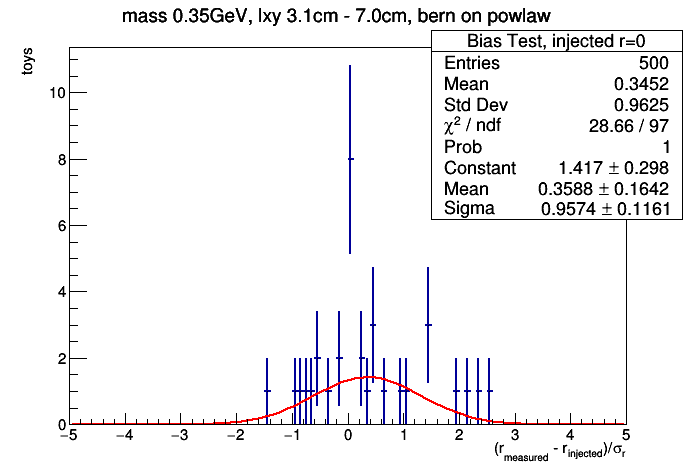 mass 0.35GeV, lxy 3.1cm - 7.0cm, bern on powlaw
toys
Bias Test, injected r=0
Entries 500
Mean 0.3452
Std Dev 0.9625
χ² / ndf 28.66 / 97
Prob 1
Constant 1.417 ± 0.298
Mean 0.3588 ± 0.1642
Sigma 0.9574 ± 0.1161
10
8
6
4
2
0
−5 −4 −3 −2 −1 0 1 2 3 4 5
(r_measured - r_injected)/σ_r